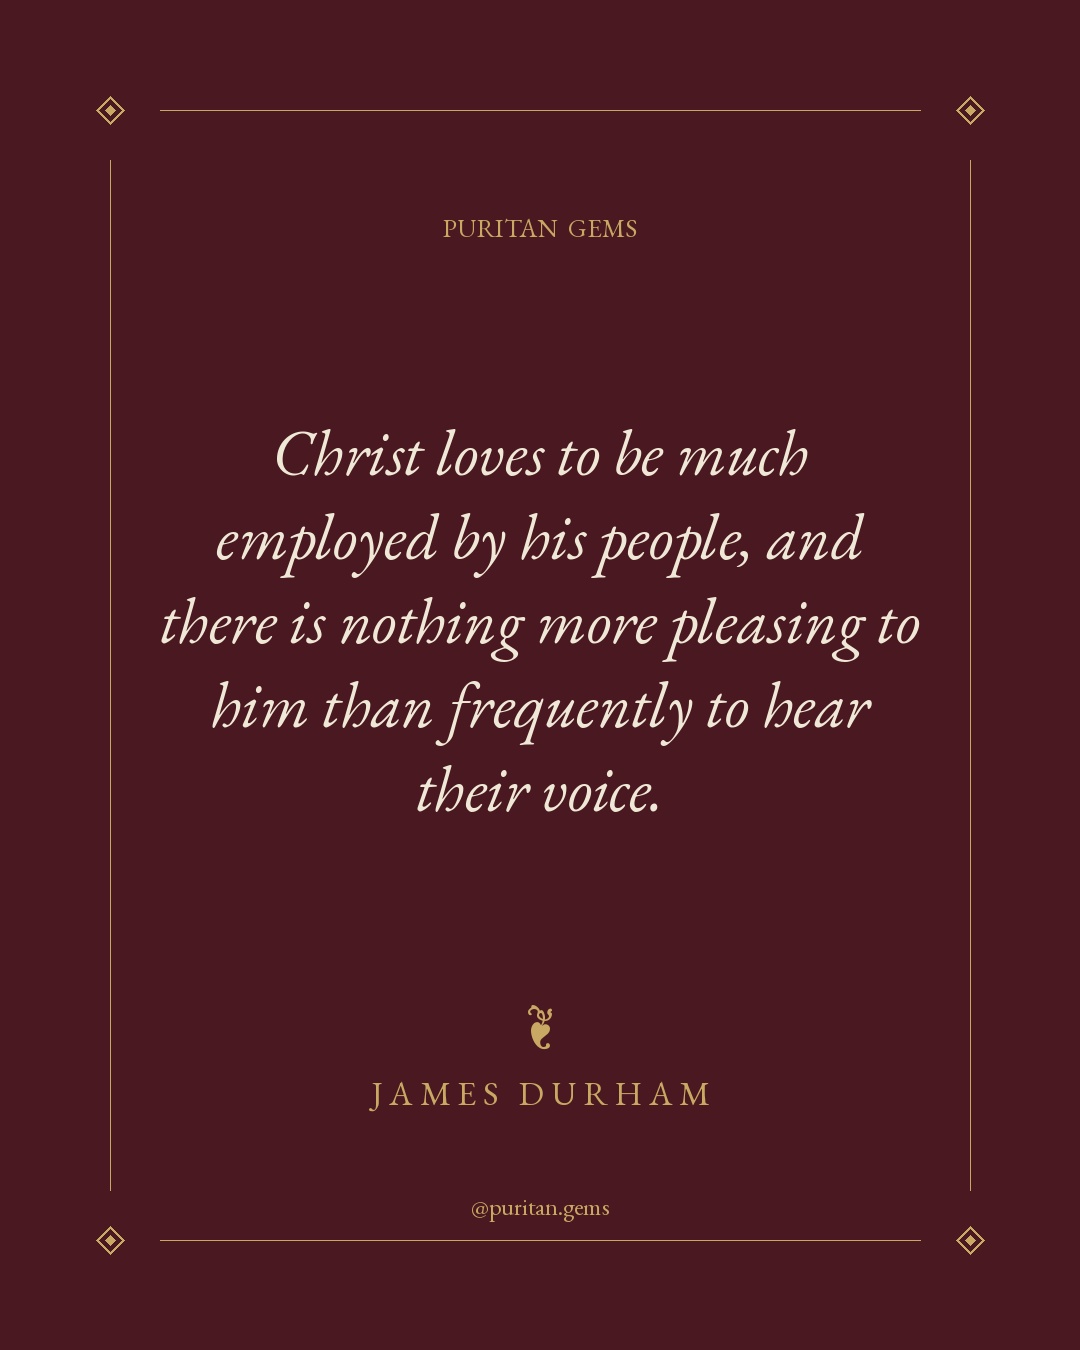 PURITAN GEMS
Christ loves to be much
employed by his people, and
there is nothing more pleasing to
him than frequently to hear
their voice.
JAMES DURHAM
@puritan.gems